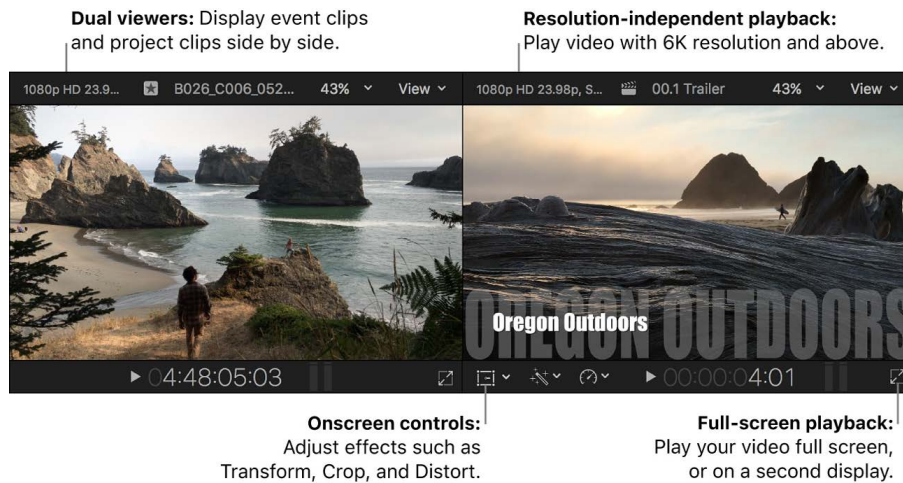 Dual viewers: Display event clips
and project clips side by side.
Resolution-independent playback:
Play video with 6K resolution and above.
1080p HD 23.9... B026_C006_052... 43% View
1080p HD 23.98p, S... 00.1 Trailer 43% View
OREGON OUTDOORS
Oregon Outdoors
04:48:05:03
00:00:04:01
Onscreen controls:
Adjust effects such as
Transform, Crop, and Distort.
Full-screen playback:
Play your video full screen,
or on a second display.